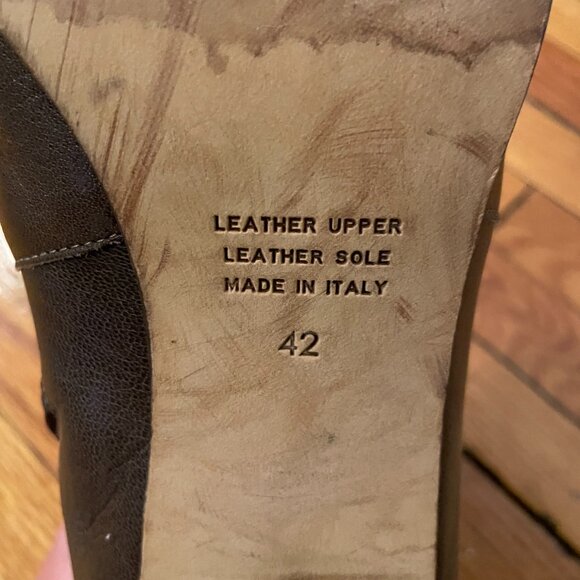 LEATHER UPPER
LEATHER SOLE
MADE IN ITALY
42